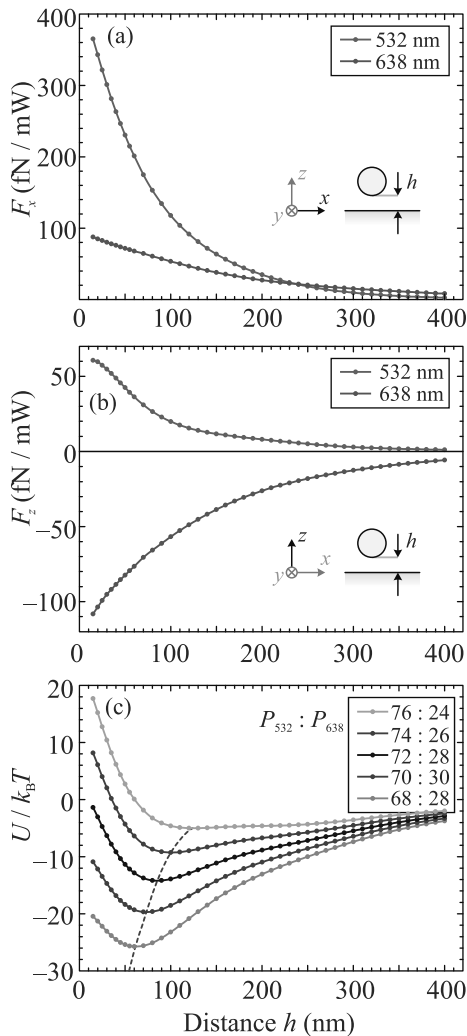 400
(a)
532 nm
638 nm
300
200
100
F_x (fN / mW)
z
y
x
h
0
100
200
300
400
50
(b)
532 nm
638 nm
0
−50
−100
F_z (fN / mW)
z
y
x
h
0
100
200
300
400
20
(c)
P_532 : P_638
76 : 24
74 : 26
72 : 28
70 : 30
68 : 28
10
0
−10
−20
−30
U / k_BT
0
100
200
300
400
Distance h (nm)